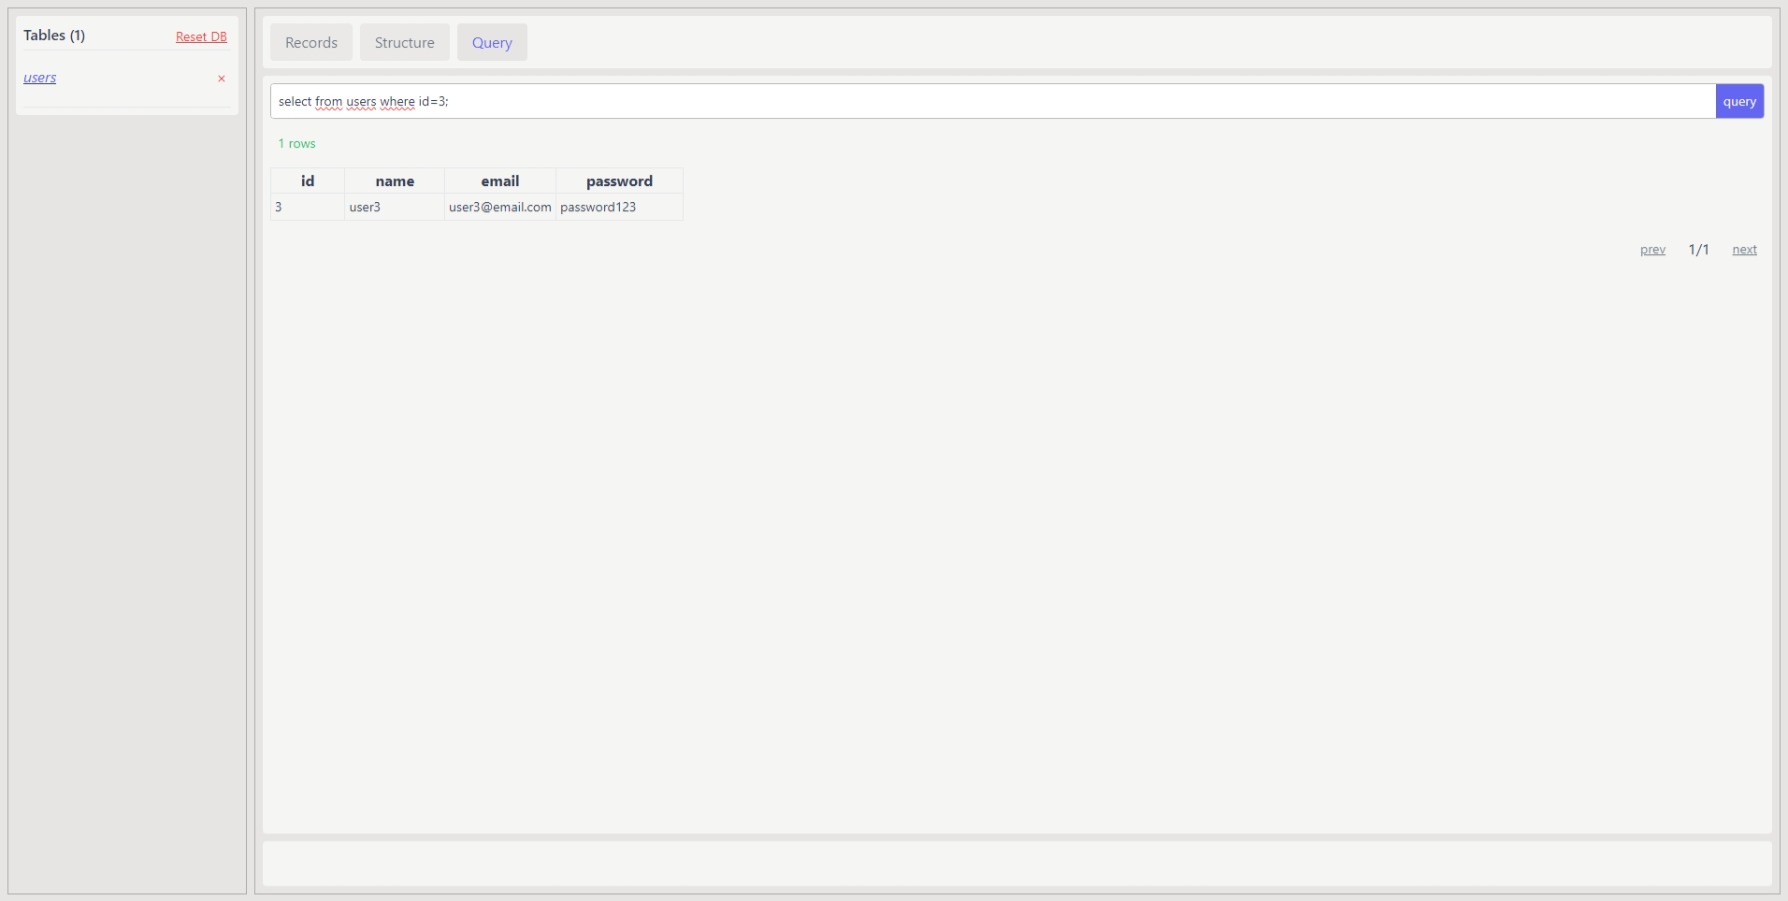 Tables (1)
Reset DB
users
×
Records
Structure
Query
select from users where id=3;
query
1 rows
id name email password
3 user3 user3@email.com password123
prev 1/1 next